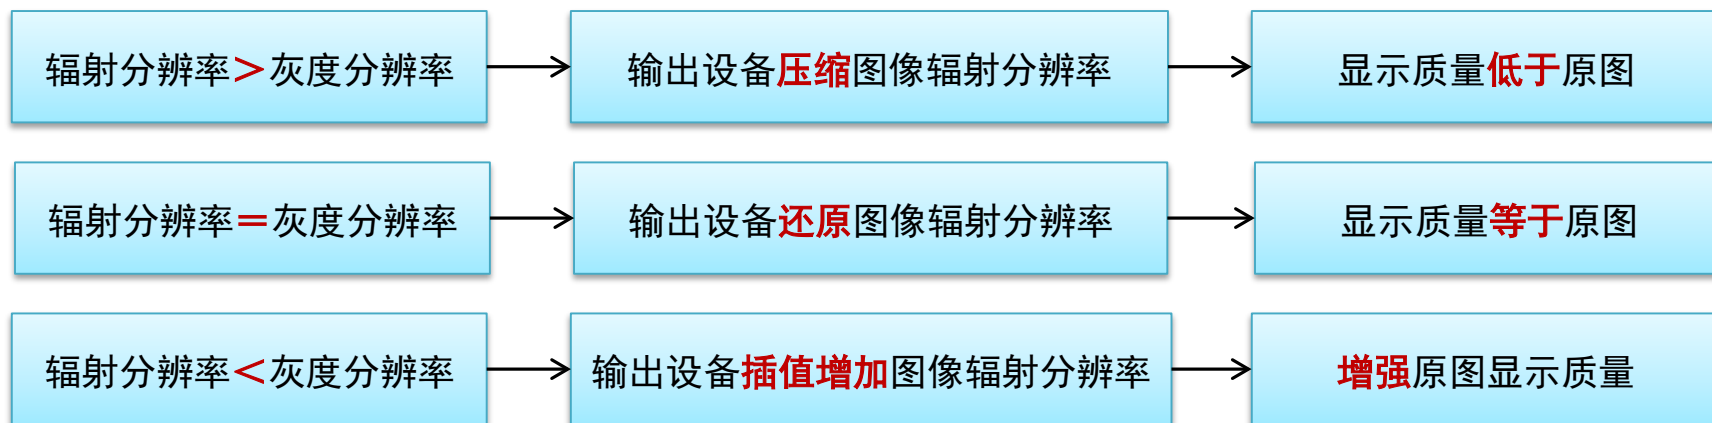 辐射分辨率>灰度分辨率
输出设备压缩图像辐射分辨率
显示质量低于原图
辐射分辨率=灰度分辨率
输出设备还原图像辐射分辨率
显示质量等于原图
辐射分辨率<灰度分辨率
输出设备插值增加图像辐射分辨率
增强原图显示质量